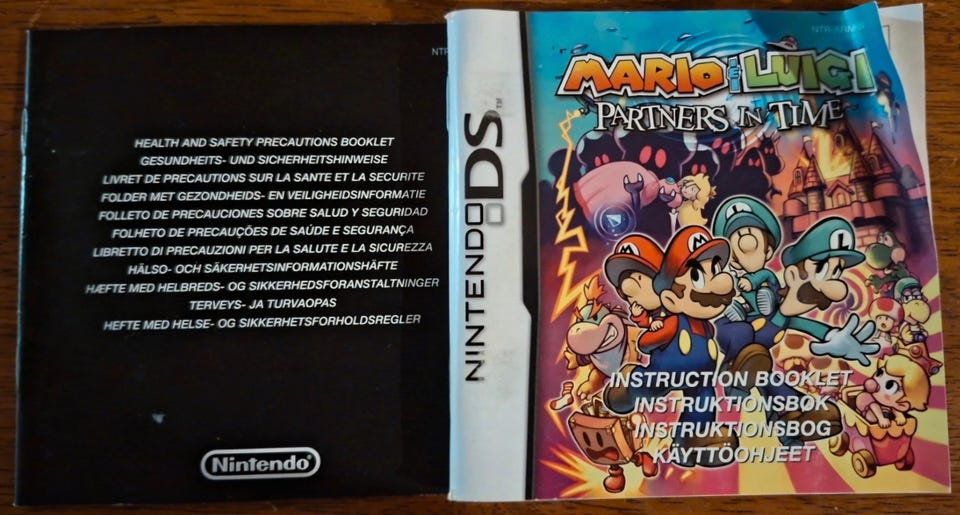 NTR
HEALTH AND SAFETY PRECAUTIONS BOOKLET
GESUNDHEITS- UND SICHERHEITSHINWEISE
LIVRET DE PRECAUTIONS SUR LA SANTE ET LA SECURITE
FOLDER MET GEZONDHEIDS- EN VEILIGHEIDSINFORMATIE
FOLLETO DE PRECAUCIONES SOBRE SALUD Y SEGURIDAD
FOLHETO DE PRECAUÇÕES DE SAÚDE E SEGURANÇA
LIBRETTO DI PRECAUZIONI PER LA SALUTE E LA SICUREZZA
HÄLSO- OCH SÄKERHETSINFORMATIONSHÄFTE
HÆFTE MED HELBREDS- OG SIKKERHEDSFORANSTALTNINGER
TERVEYS- JA TURVAOPAS
HEFTE MED HELSE- OG SIKKERHETSFORHOLDSREGLER
Nintendo®
NINTENDO DS™
MARIO & LUIGI
PARTNERS IN TIME
INSTRUCTION BOOKLET
INSTRUKTIONSBOK
INSTRUKTIONSBOG
KÄYTTÖOHJEET